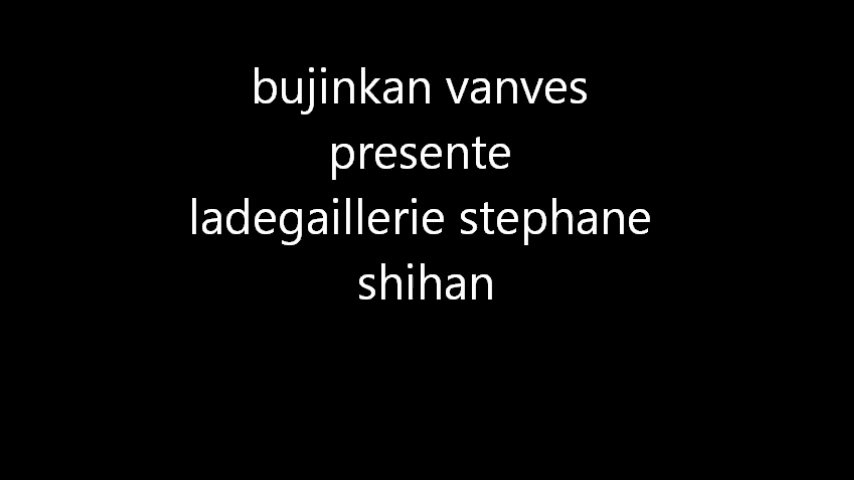 bujinkan vanves
presente
ladegaillerie stephane
shihan